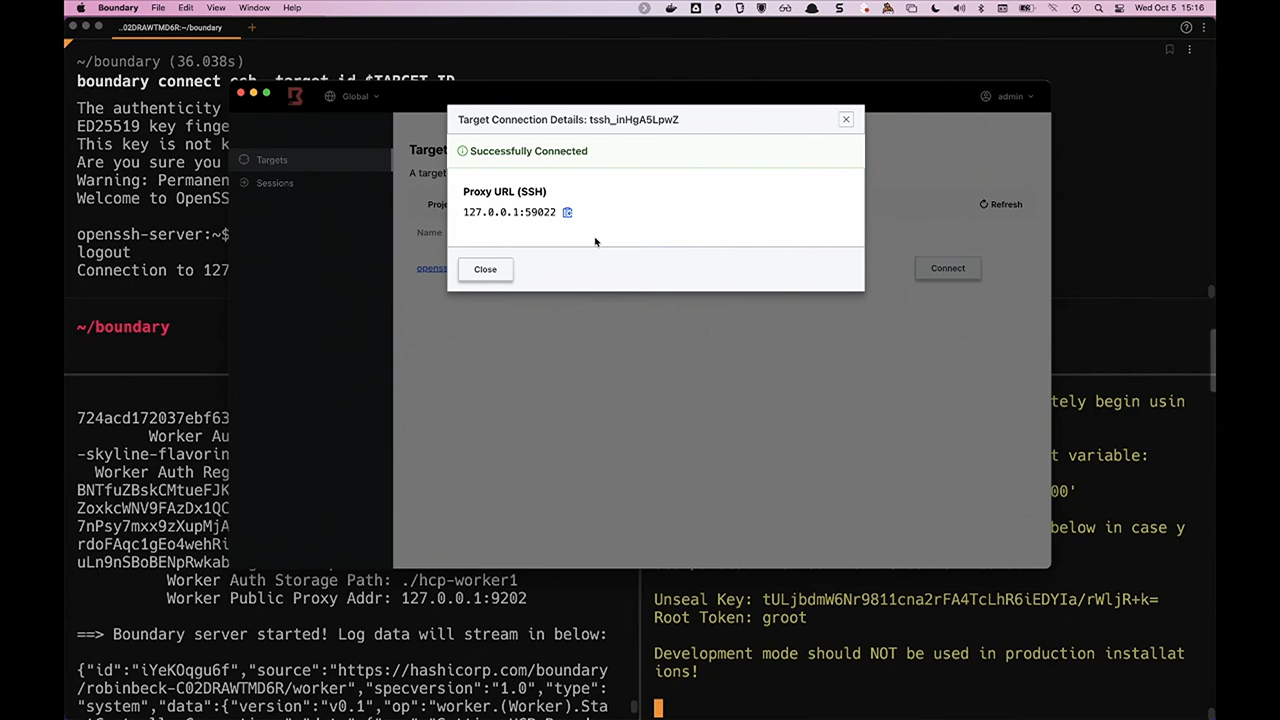 Boundary File Edit View Window Help
Wed Oct 5 15:16
..02DRAWTMD6R:~/boundary
~/boundary (36.038s)
boundary connect ssh -target-id $TARGET_ID
The authenticity
ED25519 key finge
This key is not k
Are you sure you
Warning: Permanen
Welcome to OpenSS
openssh-server:~$
logout
Connection to 127
~/boundary
Global
admin
Targets
Sessions
Target
A target
Proje
Refresh
Name
openss
Connect
Target Connection Details: tssh_inHgA5LpwZ
Successfully Connected
Proxy URL (SSH)
127.0.0.1:59022
Close
724acd172037ebf63
Worker Au
-skyline-flavorin
Worker Auth Reg
BNTfuZBskCMtueFJK
ZoxkcWNV9FAzDx1QC
7nPsy7mxx9zXupMjA
rdoFAqc1gEo4wehRi
uLn9nSBoBENpRwkab
Worker Auth Storage Path: ./hcp-worker1
Worker Public Proxy Addr: 127.0.0.1:9202
==> Boundary server started! Log data will stream in below:
{"id":"iYeKOqgu6f","source":"https://hashicorp.com/boundary
/robinbeck-C02DRAWTMD6R/worker","specversion":"1.0","type":
"system","data":{"version":"v0.1","op":"worker.(Worker).Sta
tely begin usin
t variable:
00'
below in case y
Unseal Key: tULjbdmW6Nr9811cna2rFA4TcLhR6iEDYIa/rWljR+k=
Root Token: groot
Development mode should NOT be used in production installat
ions!